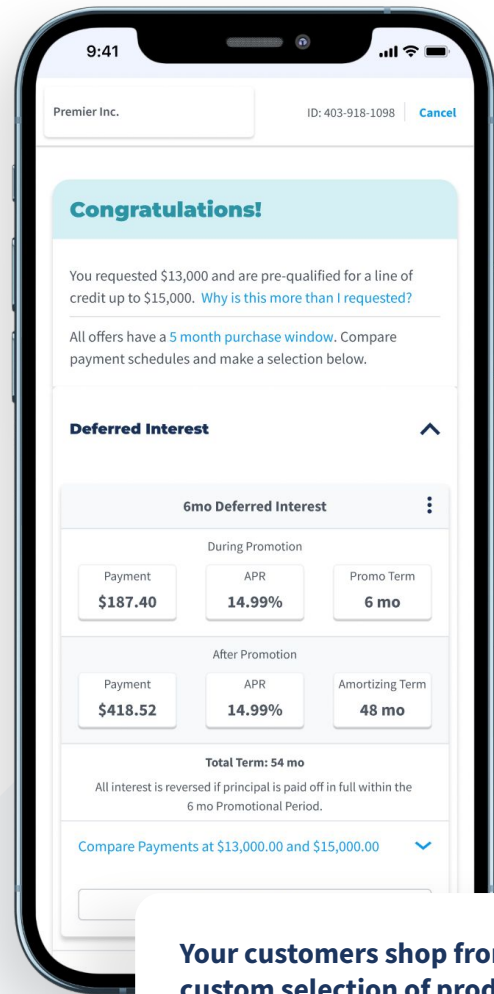 9:41
Premier Inc. ID: 403-918-1098 Cancel
Congratulations!
You requested $13,000 and are pre-qualified for a line of
credit up to $15,000. Why is this more than I requested?
All offers have a 5 month purchase window. Compare
payment schedules and make a selection below.
Deferred Interest
6mo Deferred Interest
During Promotion
Payment APR Promo Term
$187.40 14.99% 6 mo
After Promotion
Payment APR Amortizing Term
$418.52 14.99% 48 mo
Total Term: 54 mo
All interest is reversed if principal is paid off in full within the
6 mo Promotional Period.
Compare Payments at $13,000.00 and $15,000.00
Your customers shop from
custom selection of